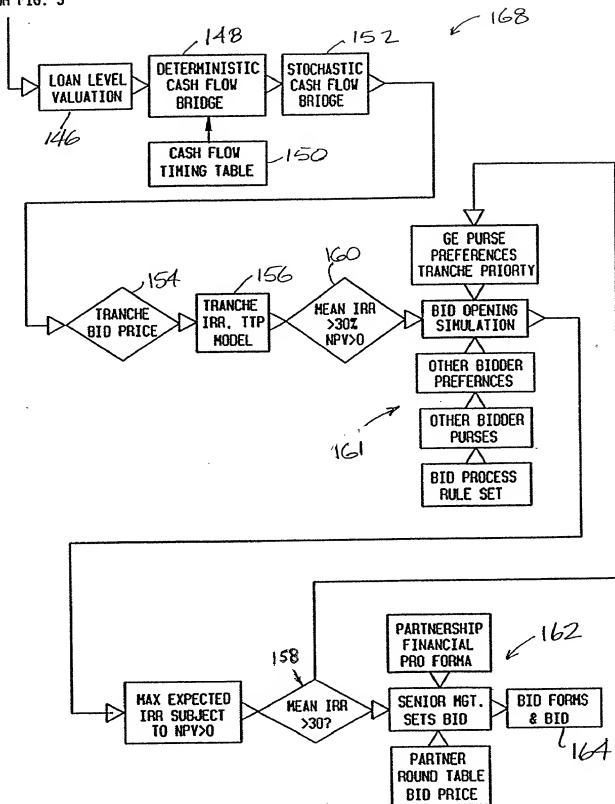 148
152
168
LOAN LEVEL
VALUATION
146
DETERMINISTIC
CASH FLOW
BRIDGE
STOCHASTIC
CASH FLOW
BRIDGE
CASH FLOW
TIMING TABLE
150
154
TRANCHE
BID PRICE
156
TRANCHE
IRR, TTP
MODEL
160
MEAN IRR
>30%
NPV>0
GE PURSE
PREFERENCES
TRANCHE PRIORTY
BID OPENING
SIMULATION
OTHER BIDDER
PREFERNCES
OTHER BIDDER
PURSES
BID PROCESS
RULE SET
161
MAX EXPECTED
IRR SUBJECT
TO NPV>0
158
MEAN IRR
>30?
PARTNERSHIP
FINANCIAL
PRO FORMA
162
SENIOR MGT.
SETS BID
BID FORMS
& BID
164
PARTNER
ROUND TABLE
BID PRICE